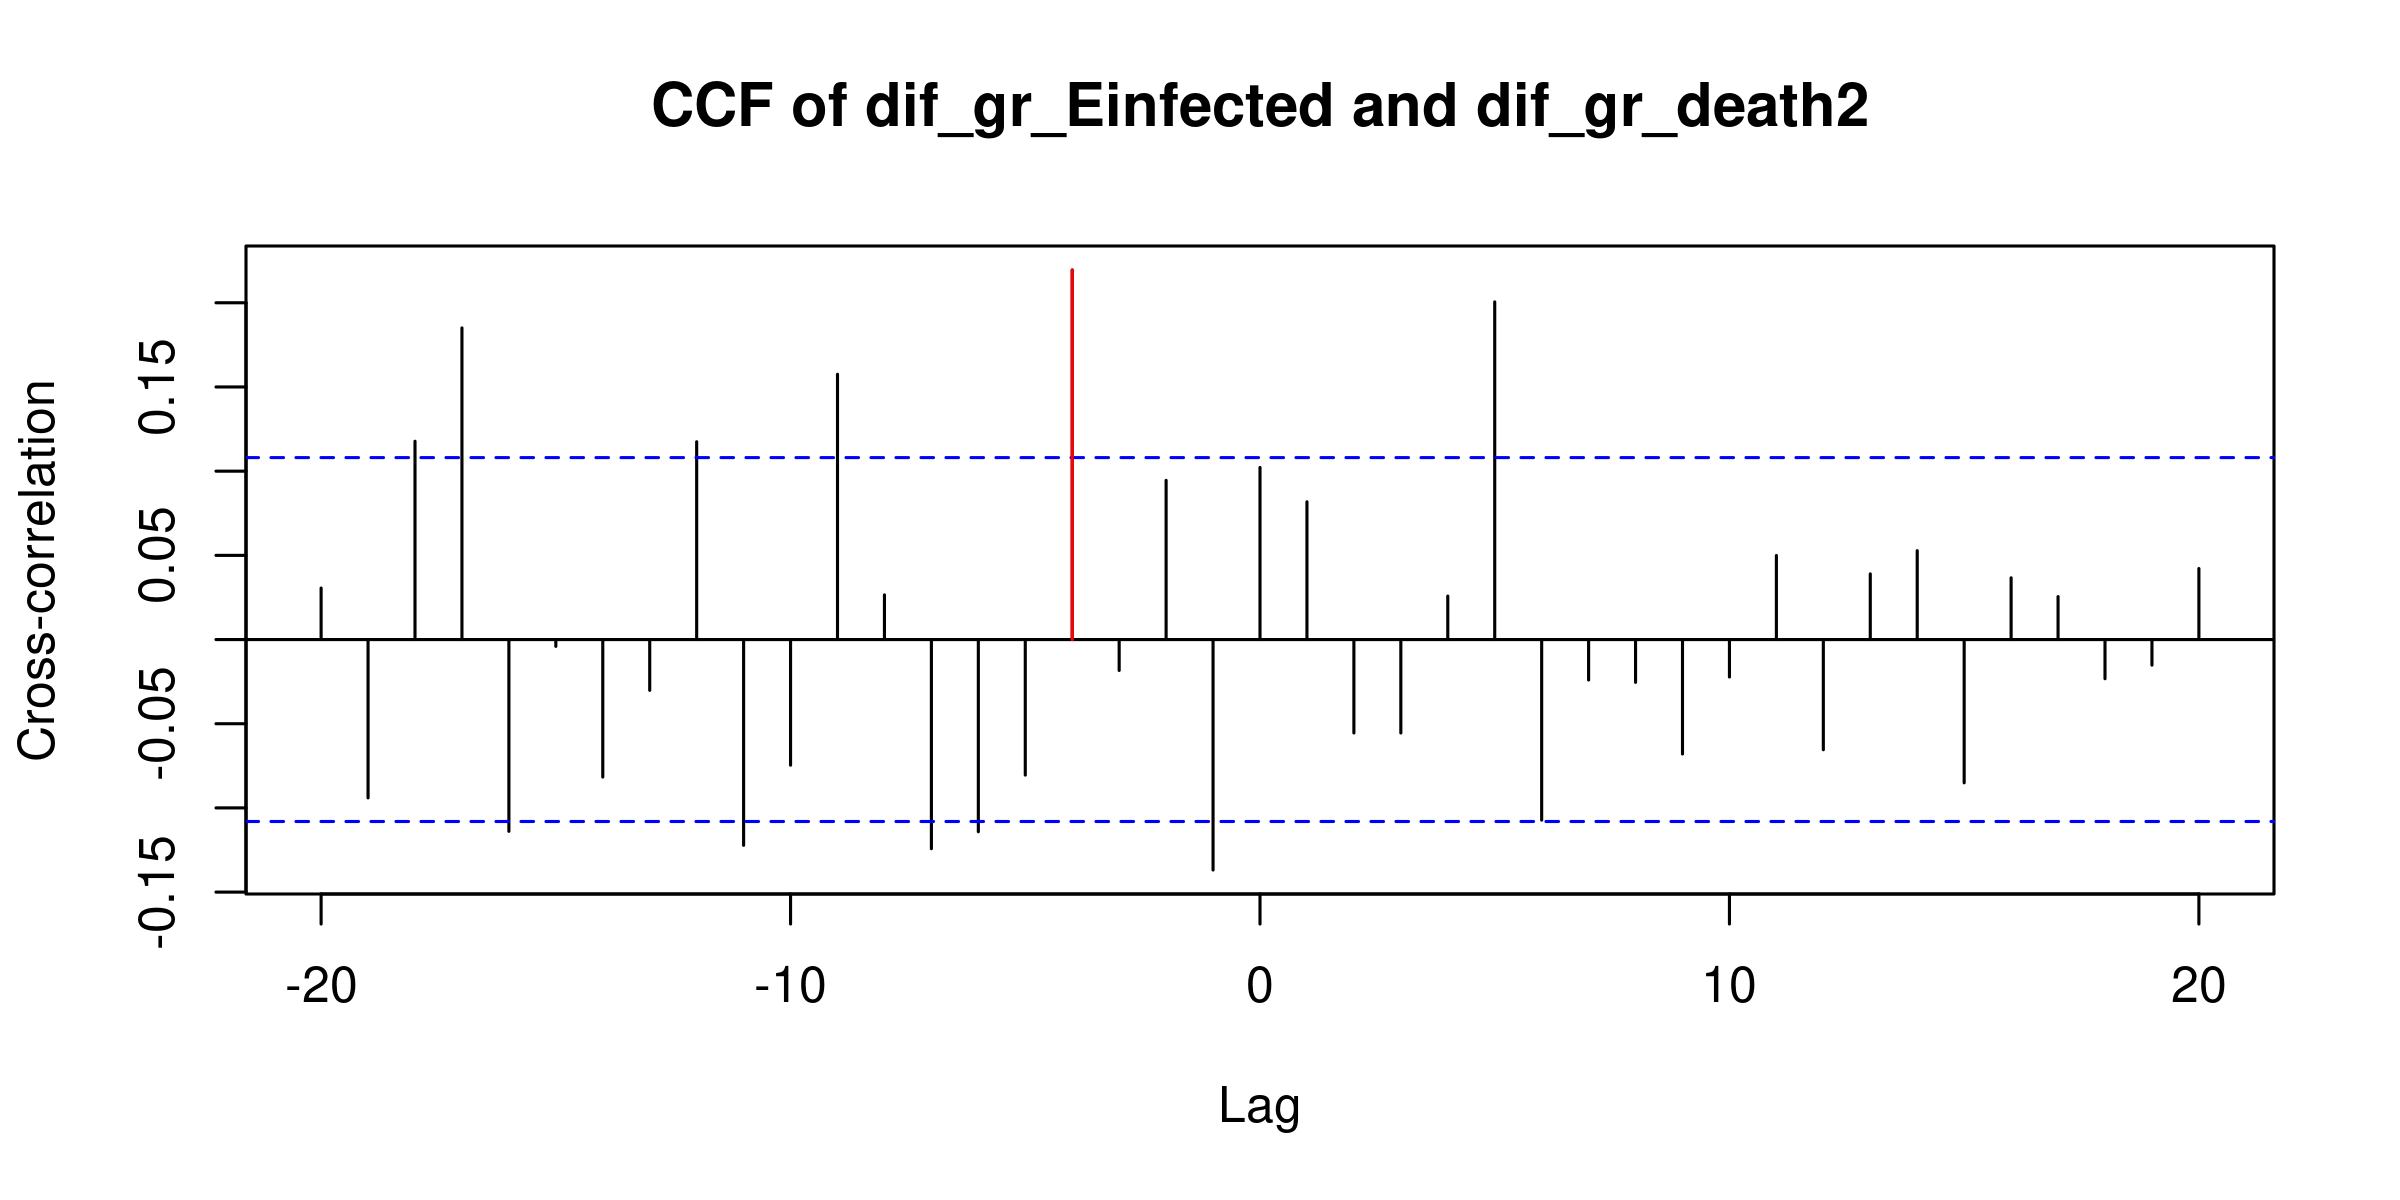 CCF of dif_gr_Einfected and dif_gr_death2
Cross-correlation
0.15
0.05
-0.05
-0.15
-20 -10 0 10 20
Lag